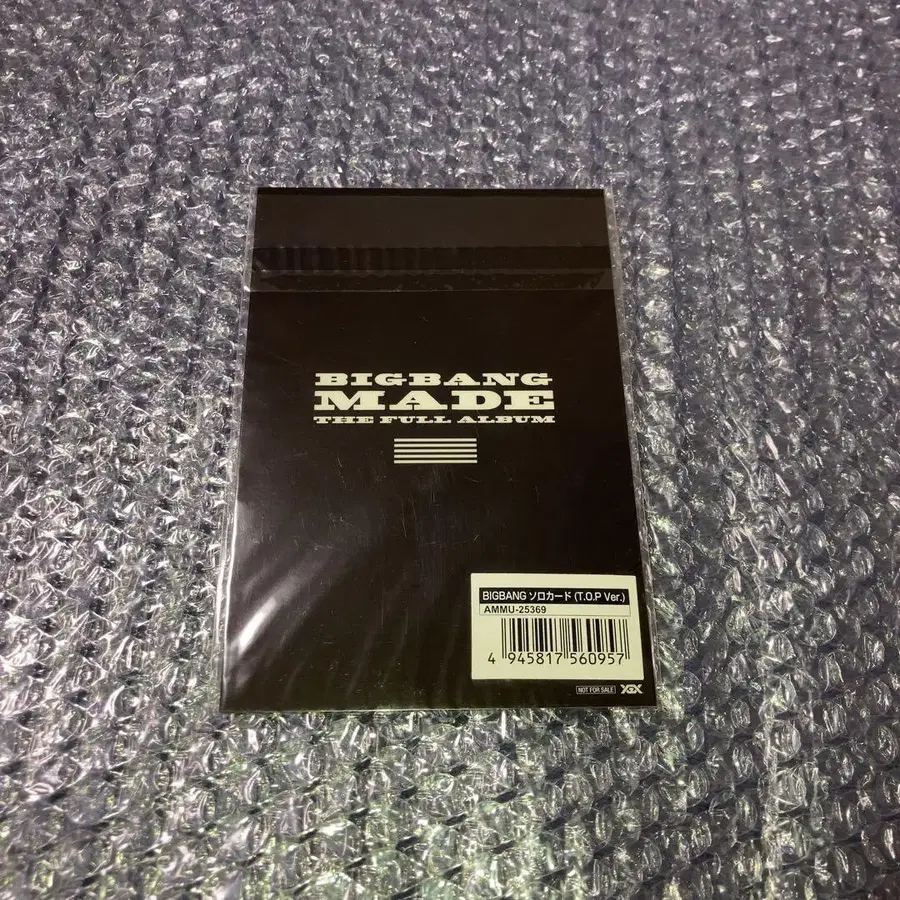 BIGBANG
MADE
THE FULL ALBUM
BIGBANG ソロカード (T.O.P Ver.)
AMMU-25369
4 945817 560957
NOT FOR SALE YGEX